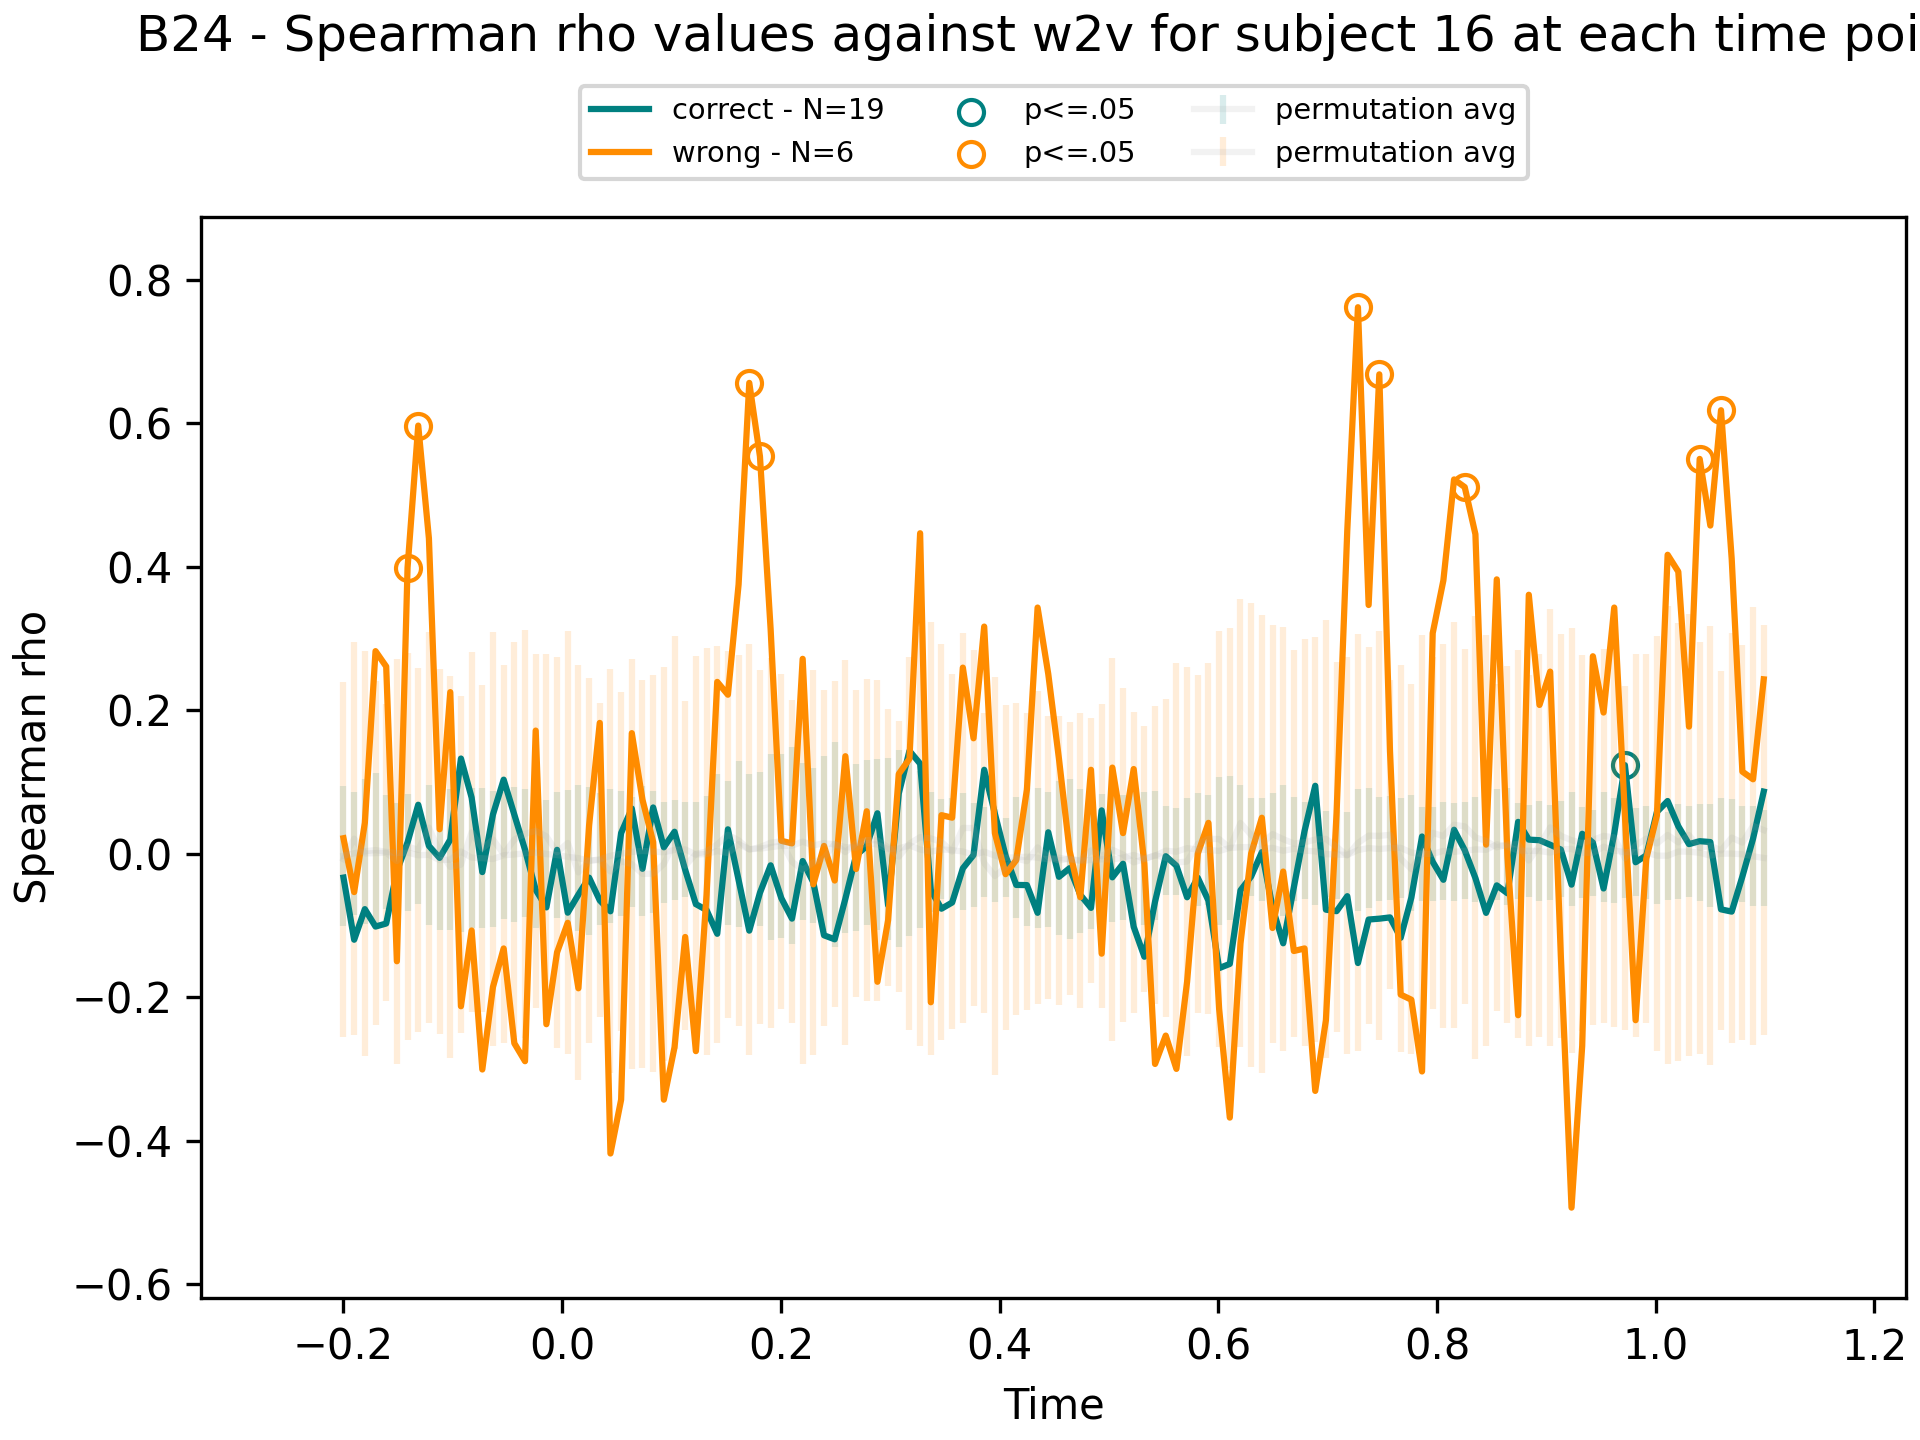 B24 - Spearman rho values against w2v for subject 16 at each time poi
correct - N=19 p<=.05 permutation avg
wrong - N=6 p<=.05 permutation avg
0.8
0.6
0.4
0.2
0.0
−0.2
−0.4
−0.6
Spearman rho
−0.2 0.0 0.2 0.4 0.6 0.8 1.0 1.2
Time